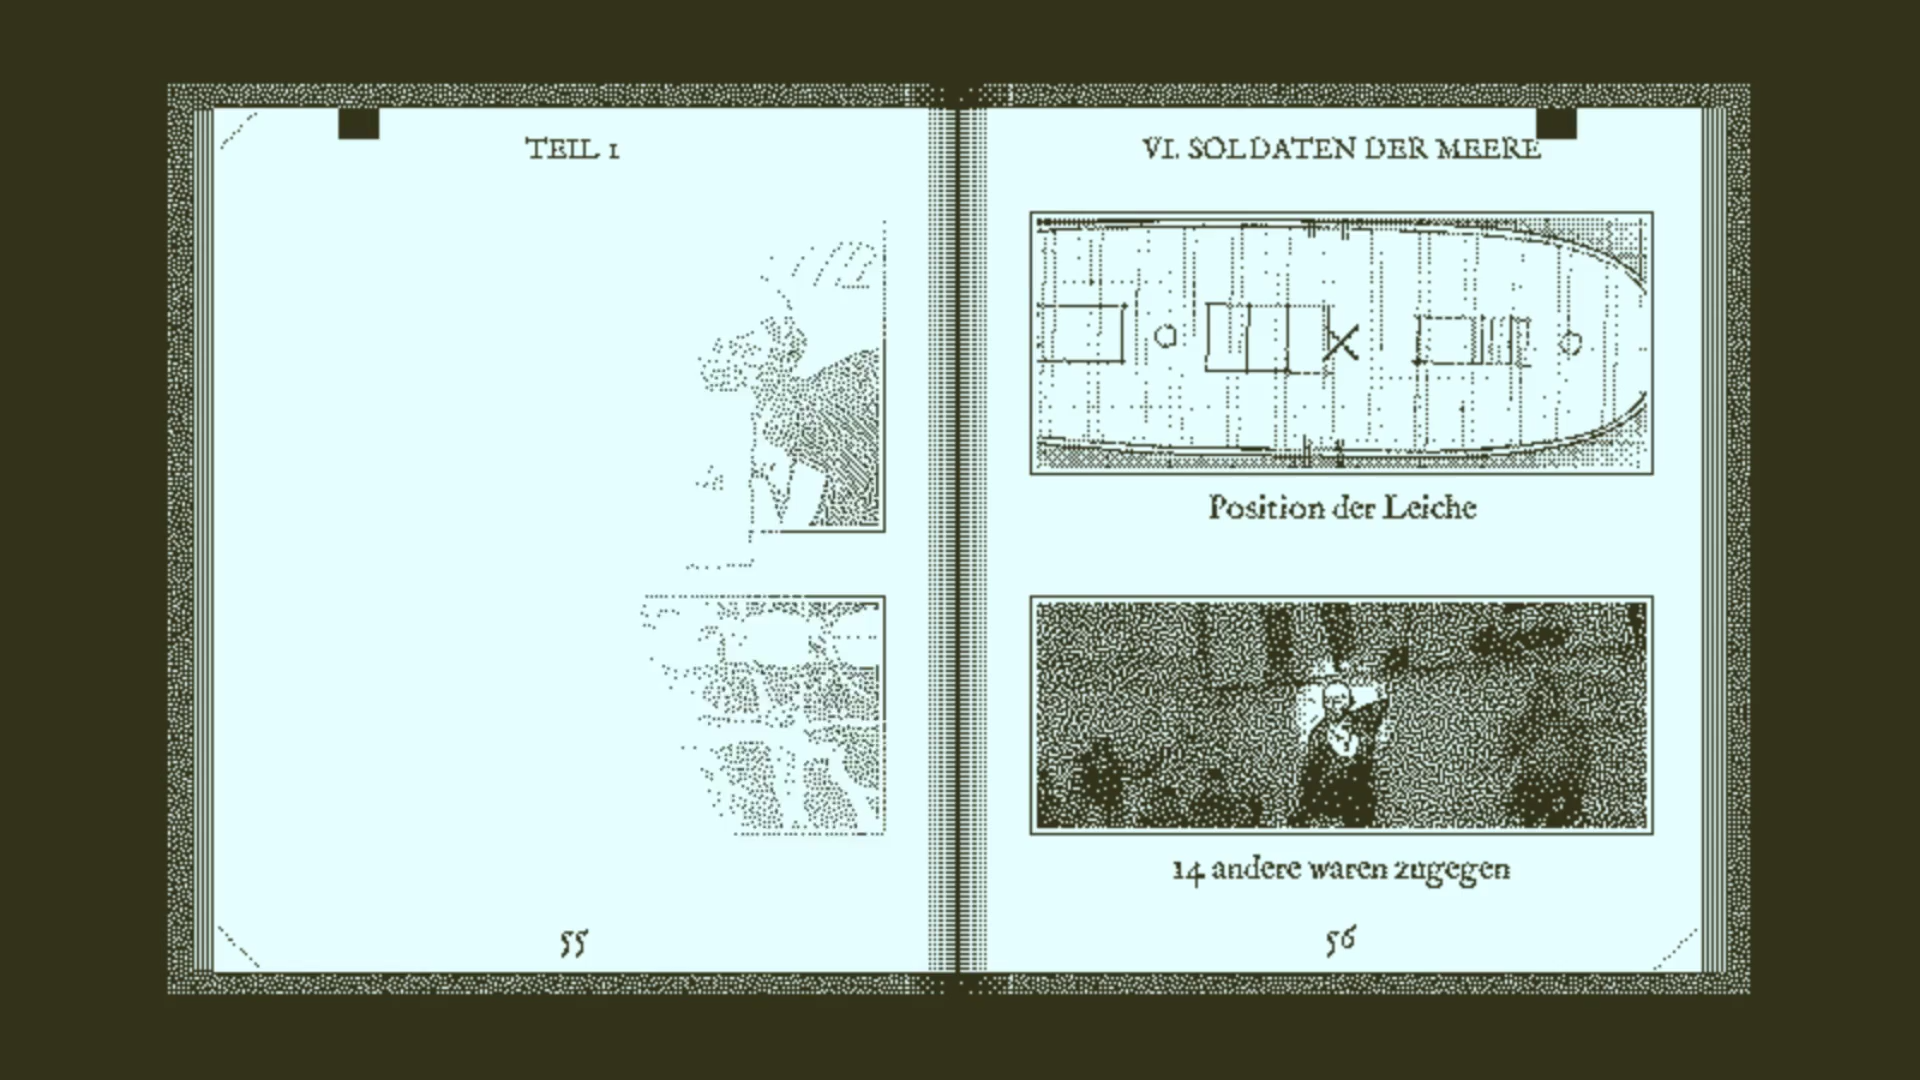 TEIL 1
55
VI. SOLDATEN DER MEERE
Position der Leiche
14 andere waren zugegen
56